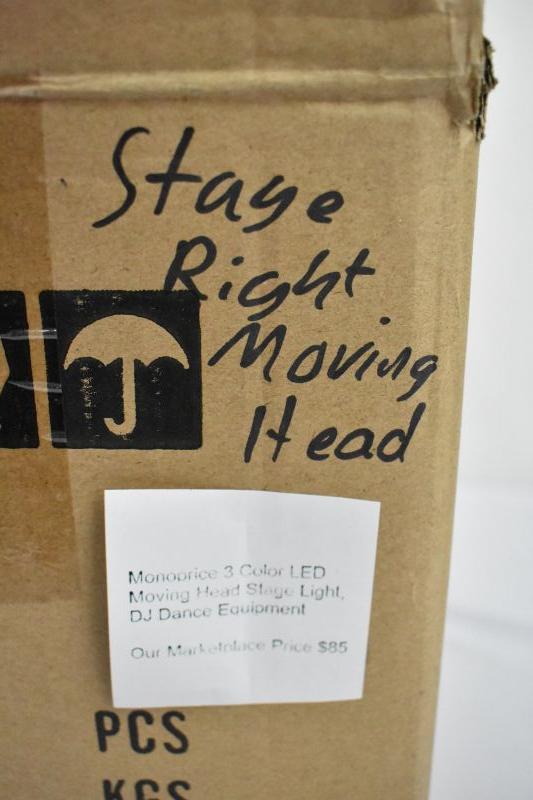 Stage
Right
Moving
Head
Monoprice 3 Color LED
Moving Head Stage Light,
DJ Dance Equipment
Our Marketplace Price $85
PCS
KGS